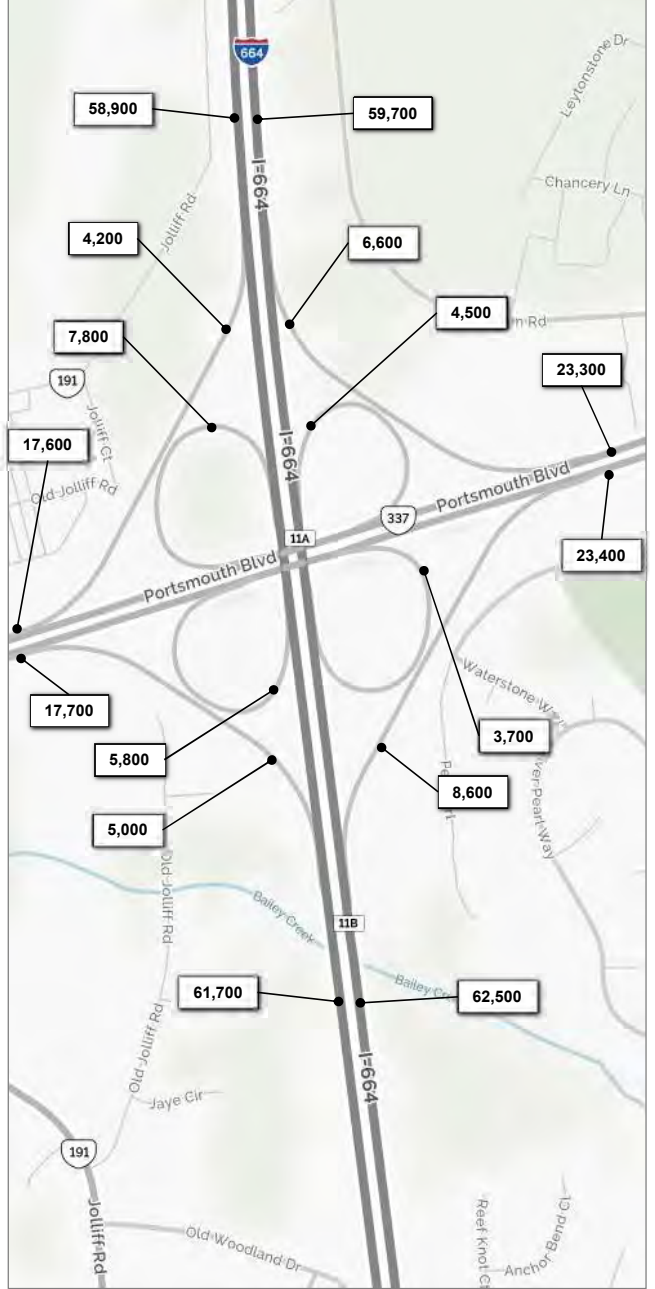 664
58,900
59,700
I-664
Leytonstone Dr
Chancery Ln
Jolliff Rd
4,200
6,600
4,500
7,800
n Rd
23,300
191
Jolliff Ct
17,600
I-664
Old Jolliff Rd
Portsmouth Blvd
337
11A
23,400
Portsmouth Blvd
17,700
Waterstone Way
3,700
5,800
8,600
5,000
Old Jolliff Rd
Bailey Creek
11B
61,700
Bailey Cre
62,500
Old Jolliff Rd
I-664
Jaye Cir
191
Jolliff Rd
Old Woodland Dr
Reef Knot Ct
Anchor Bend Ct